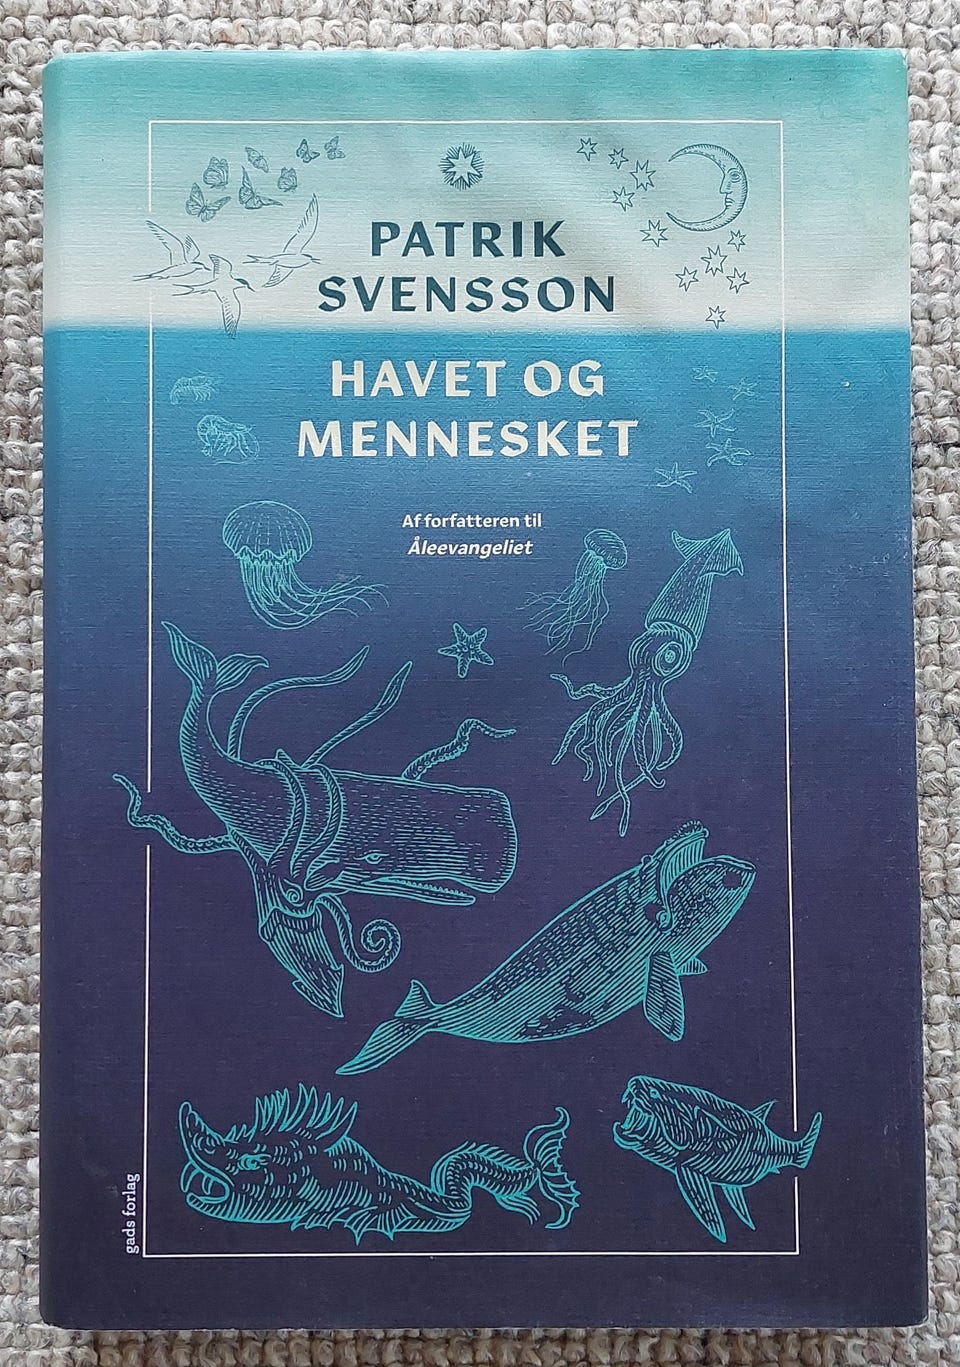 PATRIK
SVENSSON
HAVET OG
MENNESKET
Af forfatteren til
Åleevangeliet
gads forlag